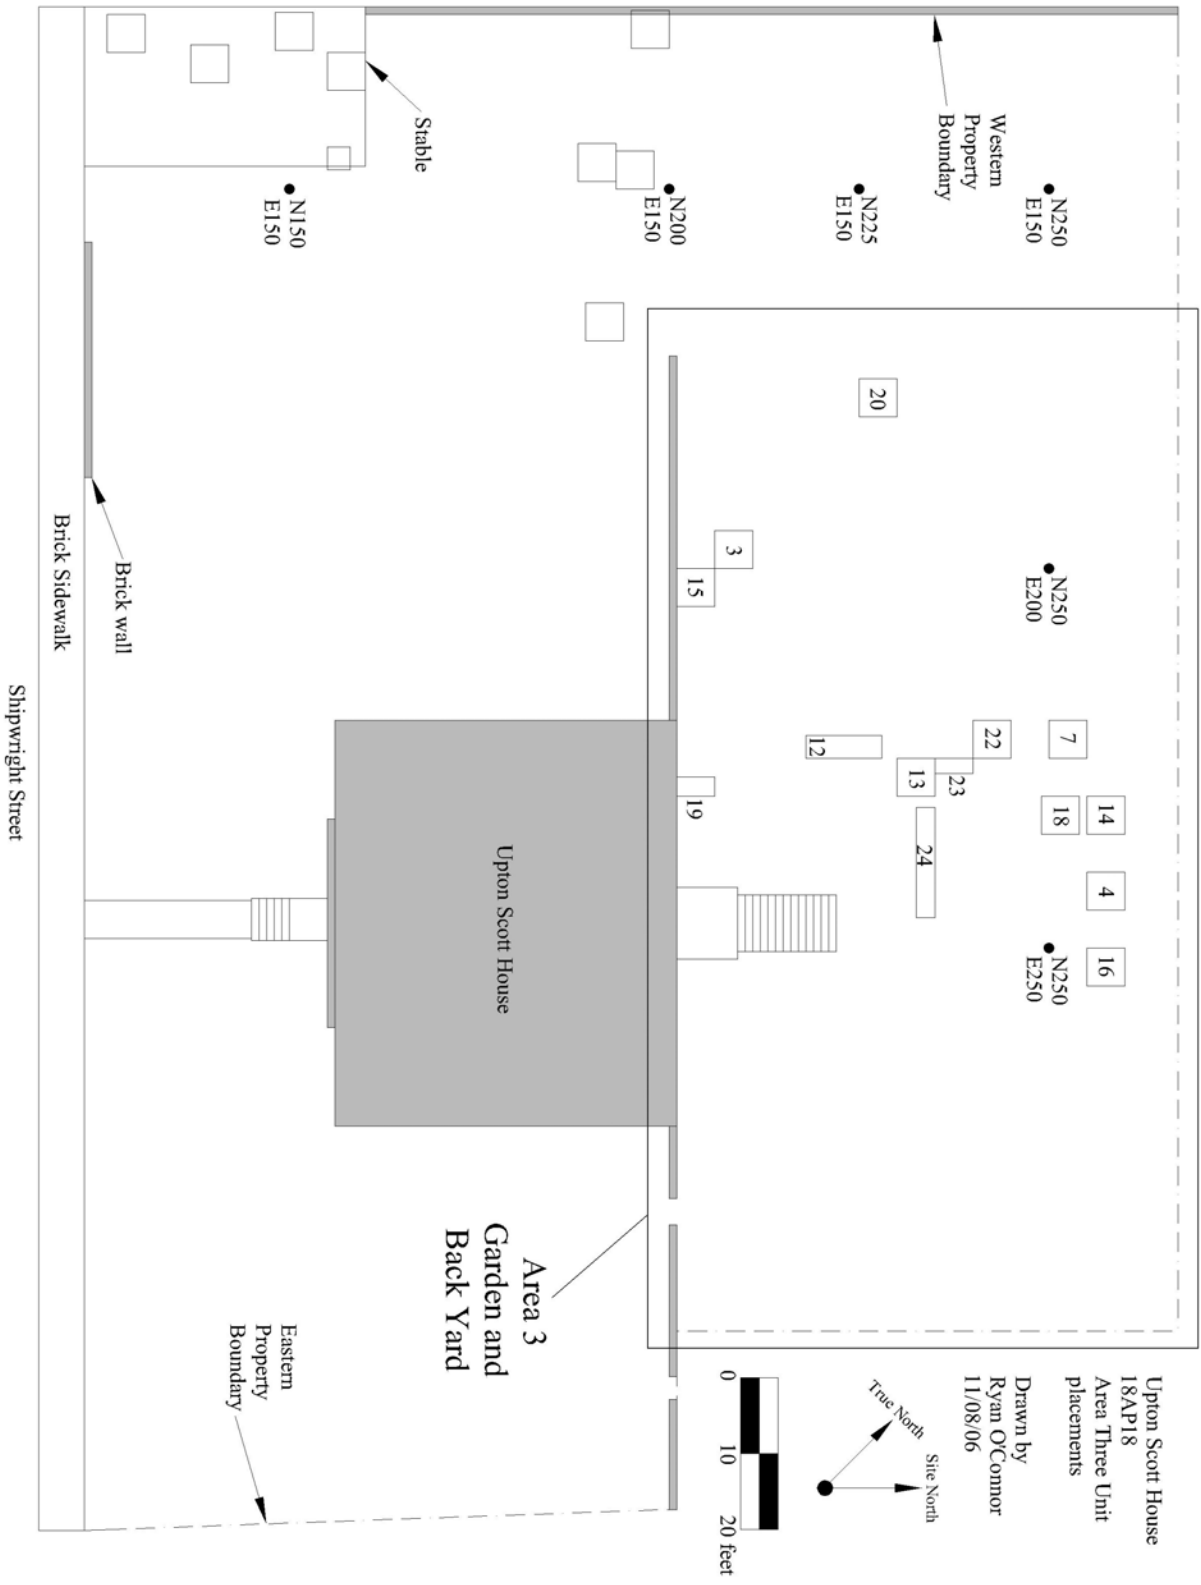 Upton Scott House
18AP18
Area Three Unit
placements
Drawn by
Ryan O'Connor
11/08/06
True North
Site North
0
10
20 feet
Western
Property
Boundary
Stable
N250
E150
N225
E150
N200
E150
N150
E150
N250
E200
N250
E250
20
3
15
7
22
12
13
23
18
14
24
19
4
16
Upton Scott House
Area 3
Garden and
Back Yard
Eastern
Property
Boundary
Brick wall
Brick Sidewalk
Shipwright Street